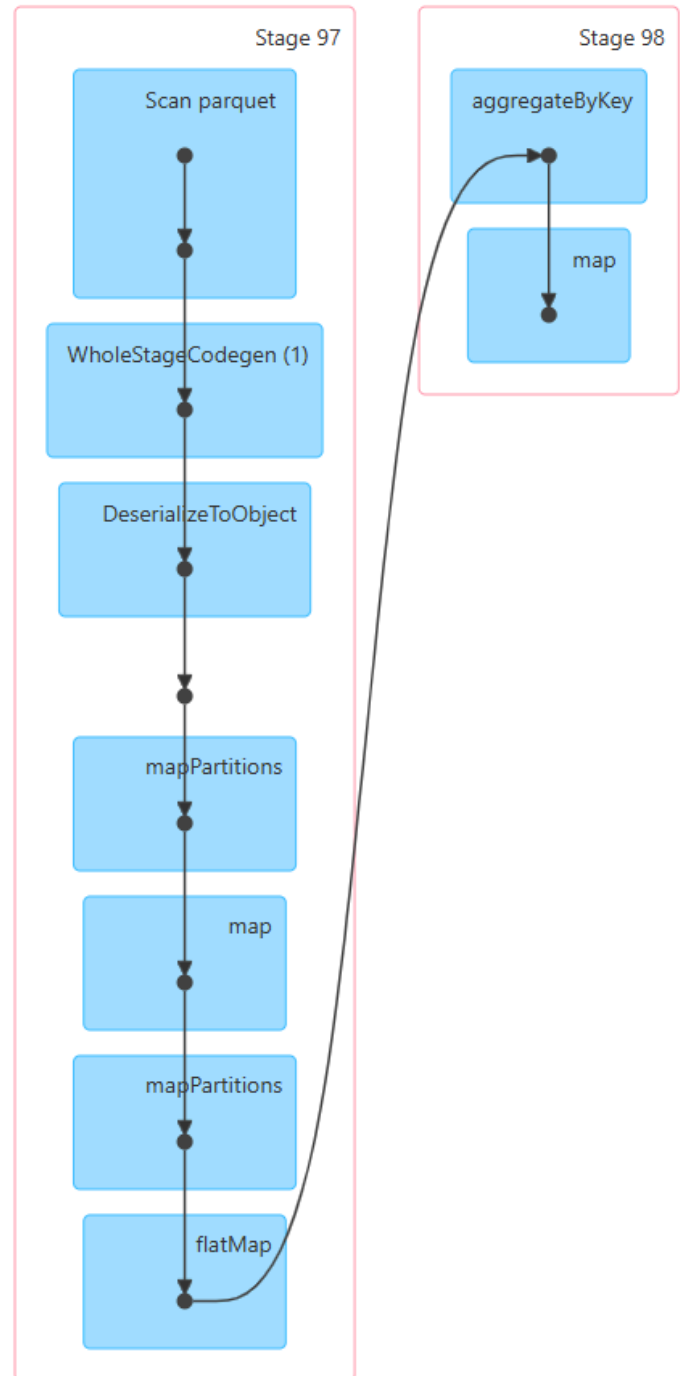 Stage 97
Scan parquet
WholeStageCodegen (1)
DeserializeToObject
mapPartitions
map
mapPartitions
flatMap
Stage 98
aggregateByKey
map